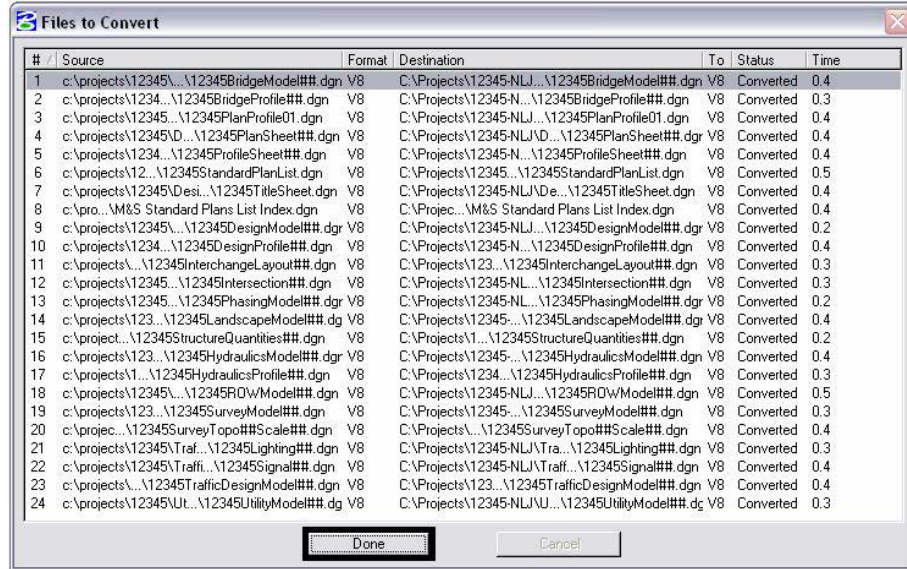 Files to Convert
# Source Format Destination To Status Time
1 c:\projects\12345\...\12345BridgeModel##.dgn V8 C:\Projects\12345-NLJ...\12345BridgeModel##.dgn V8 Converted 0.4
2 c:\projects\1234...\12345BridgeProfile##.dgn V8 C:\Projects\12345-N...\12345BridgeProfile##.dgn V8 Converted 0.3
3 c:\projects\12345...\12345PlanProfile01.dgn V8 C:\Projects\12345-NLJ...\12345PlanProfile01.dgn V8 Converted 0.4
4 c:\projects\12345\D...\12345PlanSheet##.dgn V8 C:\Projects\12345-NLJ\D...\12345PlanSheet##.dgr V8 Converted 0.4
5 c:\projects\1234...\12345ProfileSheet##.dgn V8 C:\Projects\12345-N...\12345ProfileSheet##.dgn V8 Converted 0.4
6 c:\projects\12...\12345StandardPlanList.dgn V8 C:\Projects\12345...\12345StandardPlanList.dgn V8 Converted 0.5
7 c:\projects\12345\Desi...\12345TitleSheet.dgn V8 C:\Projects\12345-NLJ\De...\12345TitleSheet.dgn V8 Converted 0.4
8 c:\pro...\M&S Standard Plans List Index.dgn V8 C:\Projec...\M&S Standard Plans List Index.dgn V8 Converted 0.4
9 c:\projects\12345\...\12345DesignModel##.dgr V8 C:\Projects\12345-NLJ...\12345DesignModel##.dgr V8 Converted 0.2
10 c:\projects\1234...\12345DesignProfile##.dgn V8 C:\Projects\12345-N...\12345DesignProfile##.dgn V8 Converted 0.4
11 c:\projects\...\12345InterchangeLayout##.dgn V8 C:\Projects\123...\12345InterchangeLayout##.dgn V8 Converted 0.3
12 c:\projects\12345...\12345Intersection##.dgn V8 C:\Projects\12345-NL...\12345Intersection##.dgn V8 Converted 0.3
13 c:\projects\12345...\12345PhasingModel##.dgr V8 C:\Projects\12345-NL...\12345PhasingModel##.dgr V8 Converted 0.2
14 c:\projects\123...\12345LandscapeModel##.dg V8 C:\Projects\12345-...\12345LandscapeModel##.dgr V8 Converted 0.4
15 c:\project...\12345StructureQuantities##.dgn V8 C:\Projects\1...\12345StructureQuantities##.dgn V8 Converted 0.2
16 c:\projects\123...\12345HydraulicsModel##.dgr V8 C:\Projects\12345-...\12345HydraulicsModel##.dgn V8 Converted 0.4
17 c:\projects\1...\12345HydraulicsProfile##.dgn V8 C:\Projects\1234...\12345HydraulicsProfile##.dgn V8 Converted 0.3
18 c:\projects\12345\...\12345ROWModel##.dgn V8 C:\Projects\12345-NLJ...\12345ROWModel##.dgn V8 Converted 0.5
19 c:\projects\123...\12345SurveyModel##.dgn V8 C:\Projects\12345-...\12345SurveyModel##.dgn V8 Converted 0.3
20 c:\projec...\12345SurveyTopo##Scale##.dgn V8 C:\Projects\...\12345SurveyTopo##Scale##.dgn V8 Converted 0.4
21 c:\projects\12345\Traf...\12345Lighting##.dgn V8 C:\Projects\12345-NLJ\Tra...\12345Lighting##.dgn V8 Converted 0.3
22 c:\projects\12345\Traffi...\12345Signal##.dgn V8 C:\Projects\12345-NLJ\Traff...\12345Signal##.dgn V8 Converted 0.4
23 c:\projects\...\12345TrafficDesignModel##.dgn V8 C:\Projects\123...\12345TrafficDesignModel##.dgn V8 Converted 0.4
24 c:\projects\12345\Ut...\12345UtilityModel##.dg V8 C:\Projects\12345-NLJ\U...\12345UtilityModel##.dg V8 Converted 0.3
Done Cancel